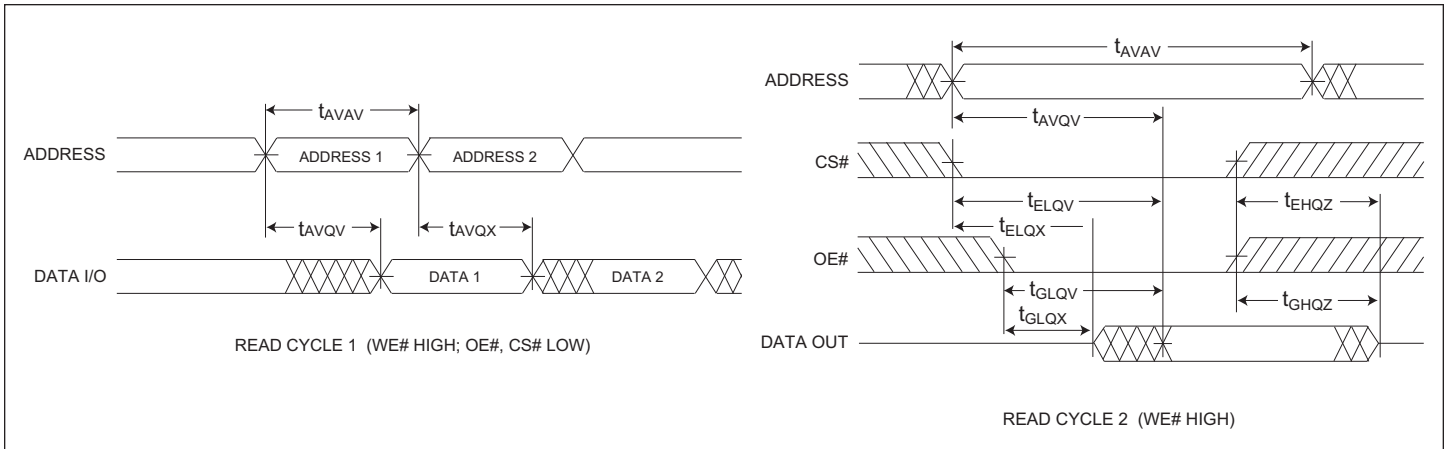 tAVAV
ADDRESS
ADDRESS 1
ADDRESS 2
tAVQV
tAVQX
DATA I/O
DATA 1
DATA 2
READ CYCLE 1 (WE# HIGH; OE#, CS# LOW)
tAVAV
ADDRESS
tAVQV
CS#
tELQV
tEHQZ
tELQX
OE#
tGLQV
tGHQZ
tGLQX
DATA OUT
READ CYCLE 2 (WE# HIGH)